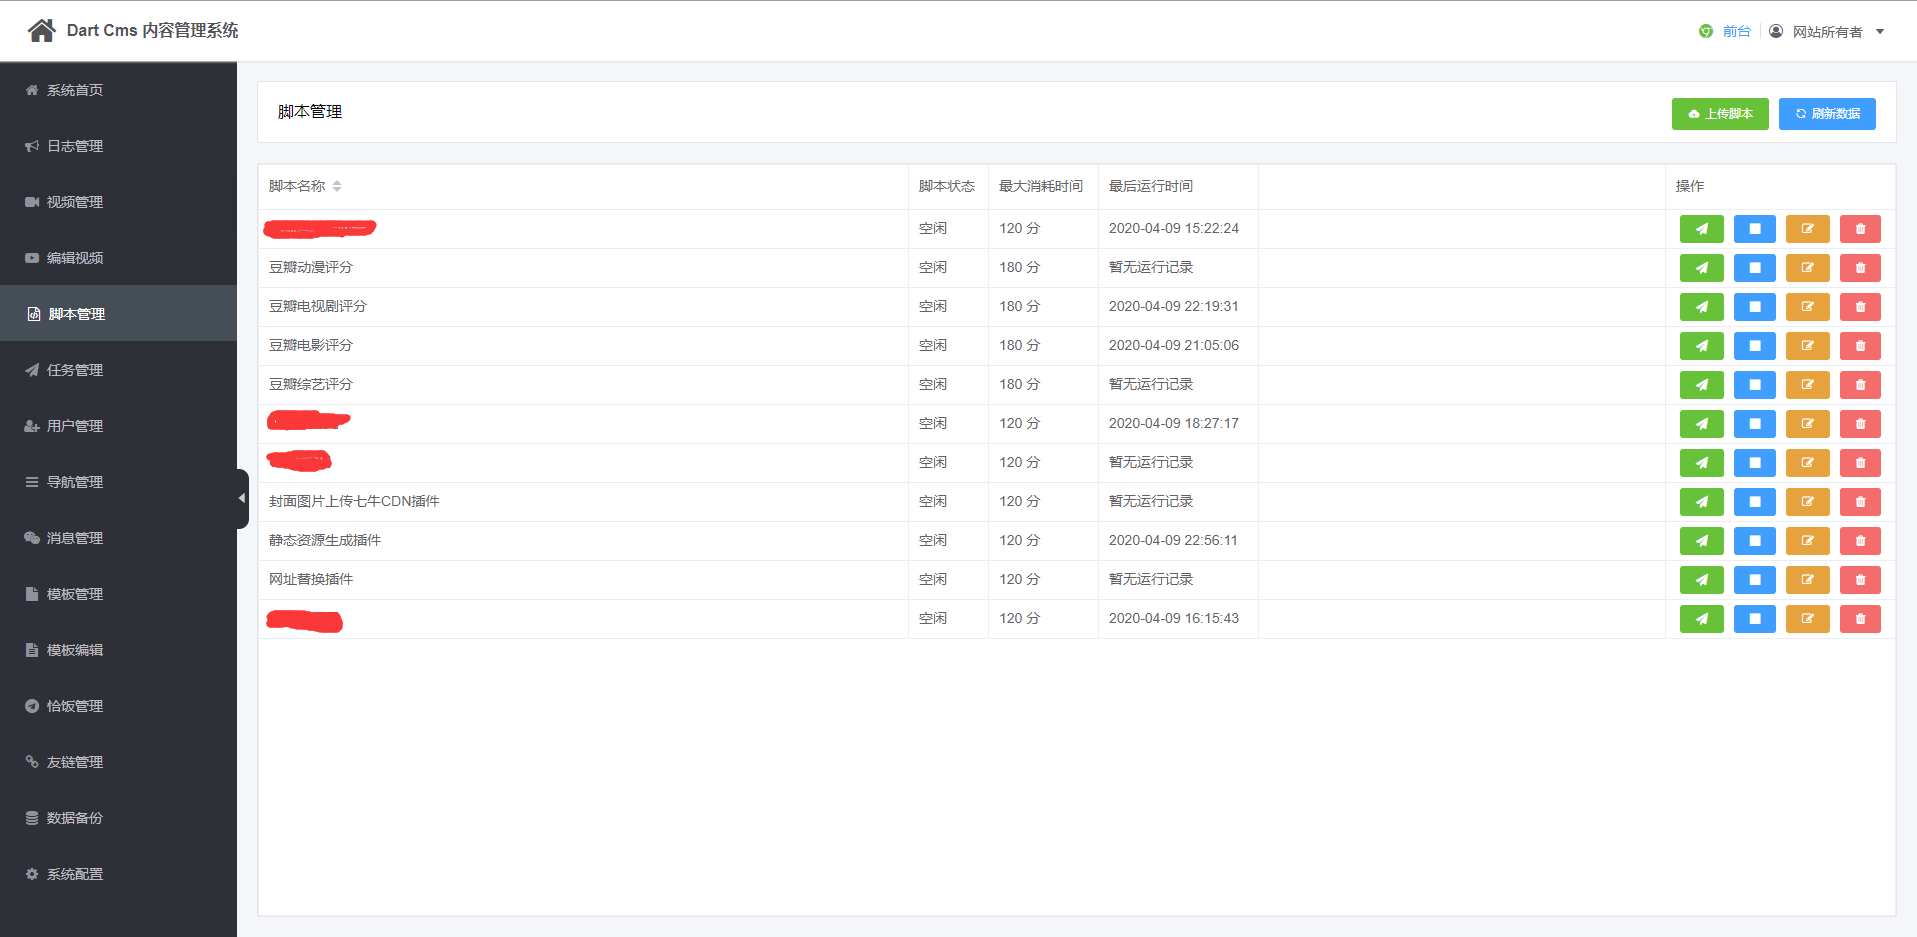 Dart Cms 内容管理系统
前台 网站所有者
系统首页
日志管理
视频管理
编辑视频
脚本管理
任务管理
用户管理
导航管理
消息管理
模板管理
模板编辑
恰饭管理
友链管理
数据备份
系统配置
脚本管理
上传脚本 刷新数据
脚本名称 脚本状态 最大消耗时间 最后运行时间 操作
空闲 120 分 2020-04-09 15:22:24
豆瓣动漫评分 空闲 180 分 暂无运行记录
豆瓣电视剧评分 空闲 180 分 2020-04-09 22:19:31
豆瓣电影评分 空闲 180 分 2020-04-09 21:05:06
豆瓣综艺评分 空闲 180 分 暂无运行记录
空闲 120 分 2020-04-09 18:27:17
空闲 120 分 暂无运行记录
封面图片上传七牛CDN插件 空闲 120 分 暂无运行记录
静态资源生成插件 空闲 120 分 2020-04-09 22:56:11
网址替换插件 空闲 120 分 暂无运行记录
空闲 120 分 2020-04-09 16:15:43